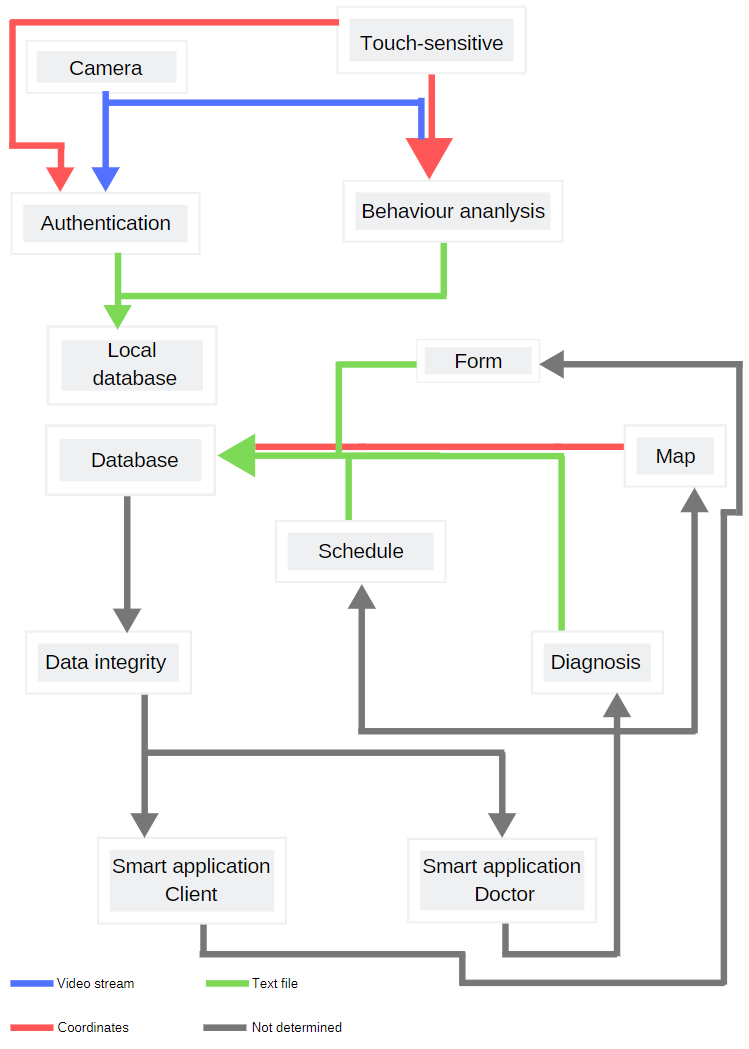 Touch-sensitive
Camera
Authentication
Behaviour ananlysis
Local
database
Form
Database
Map
Schedule
Data integrity
Diagnosis
Smart application
Client
Smart application
Doctor
Video stream
Text file
Coordinates
Not determined